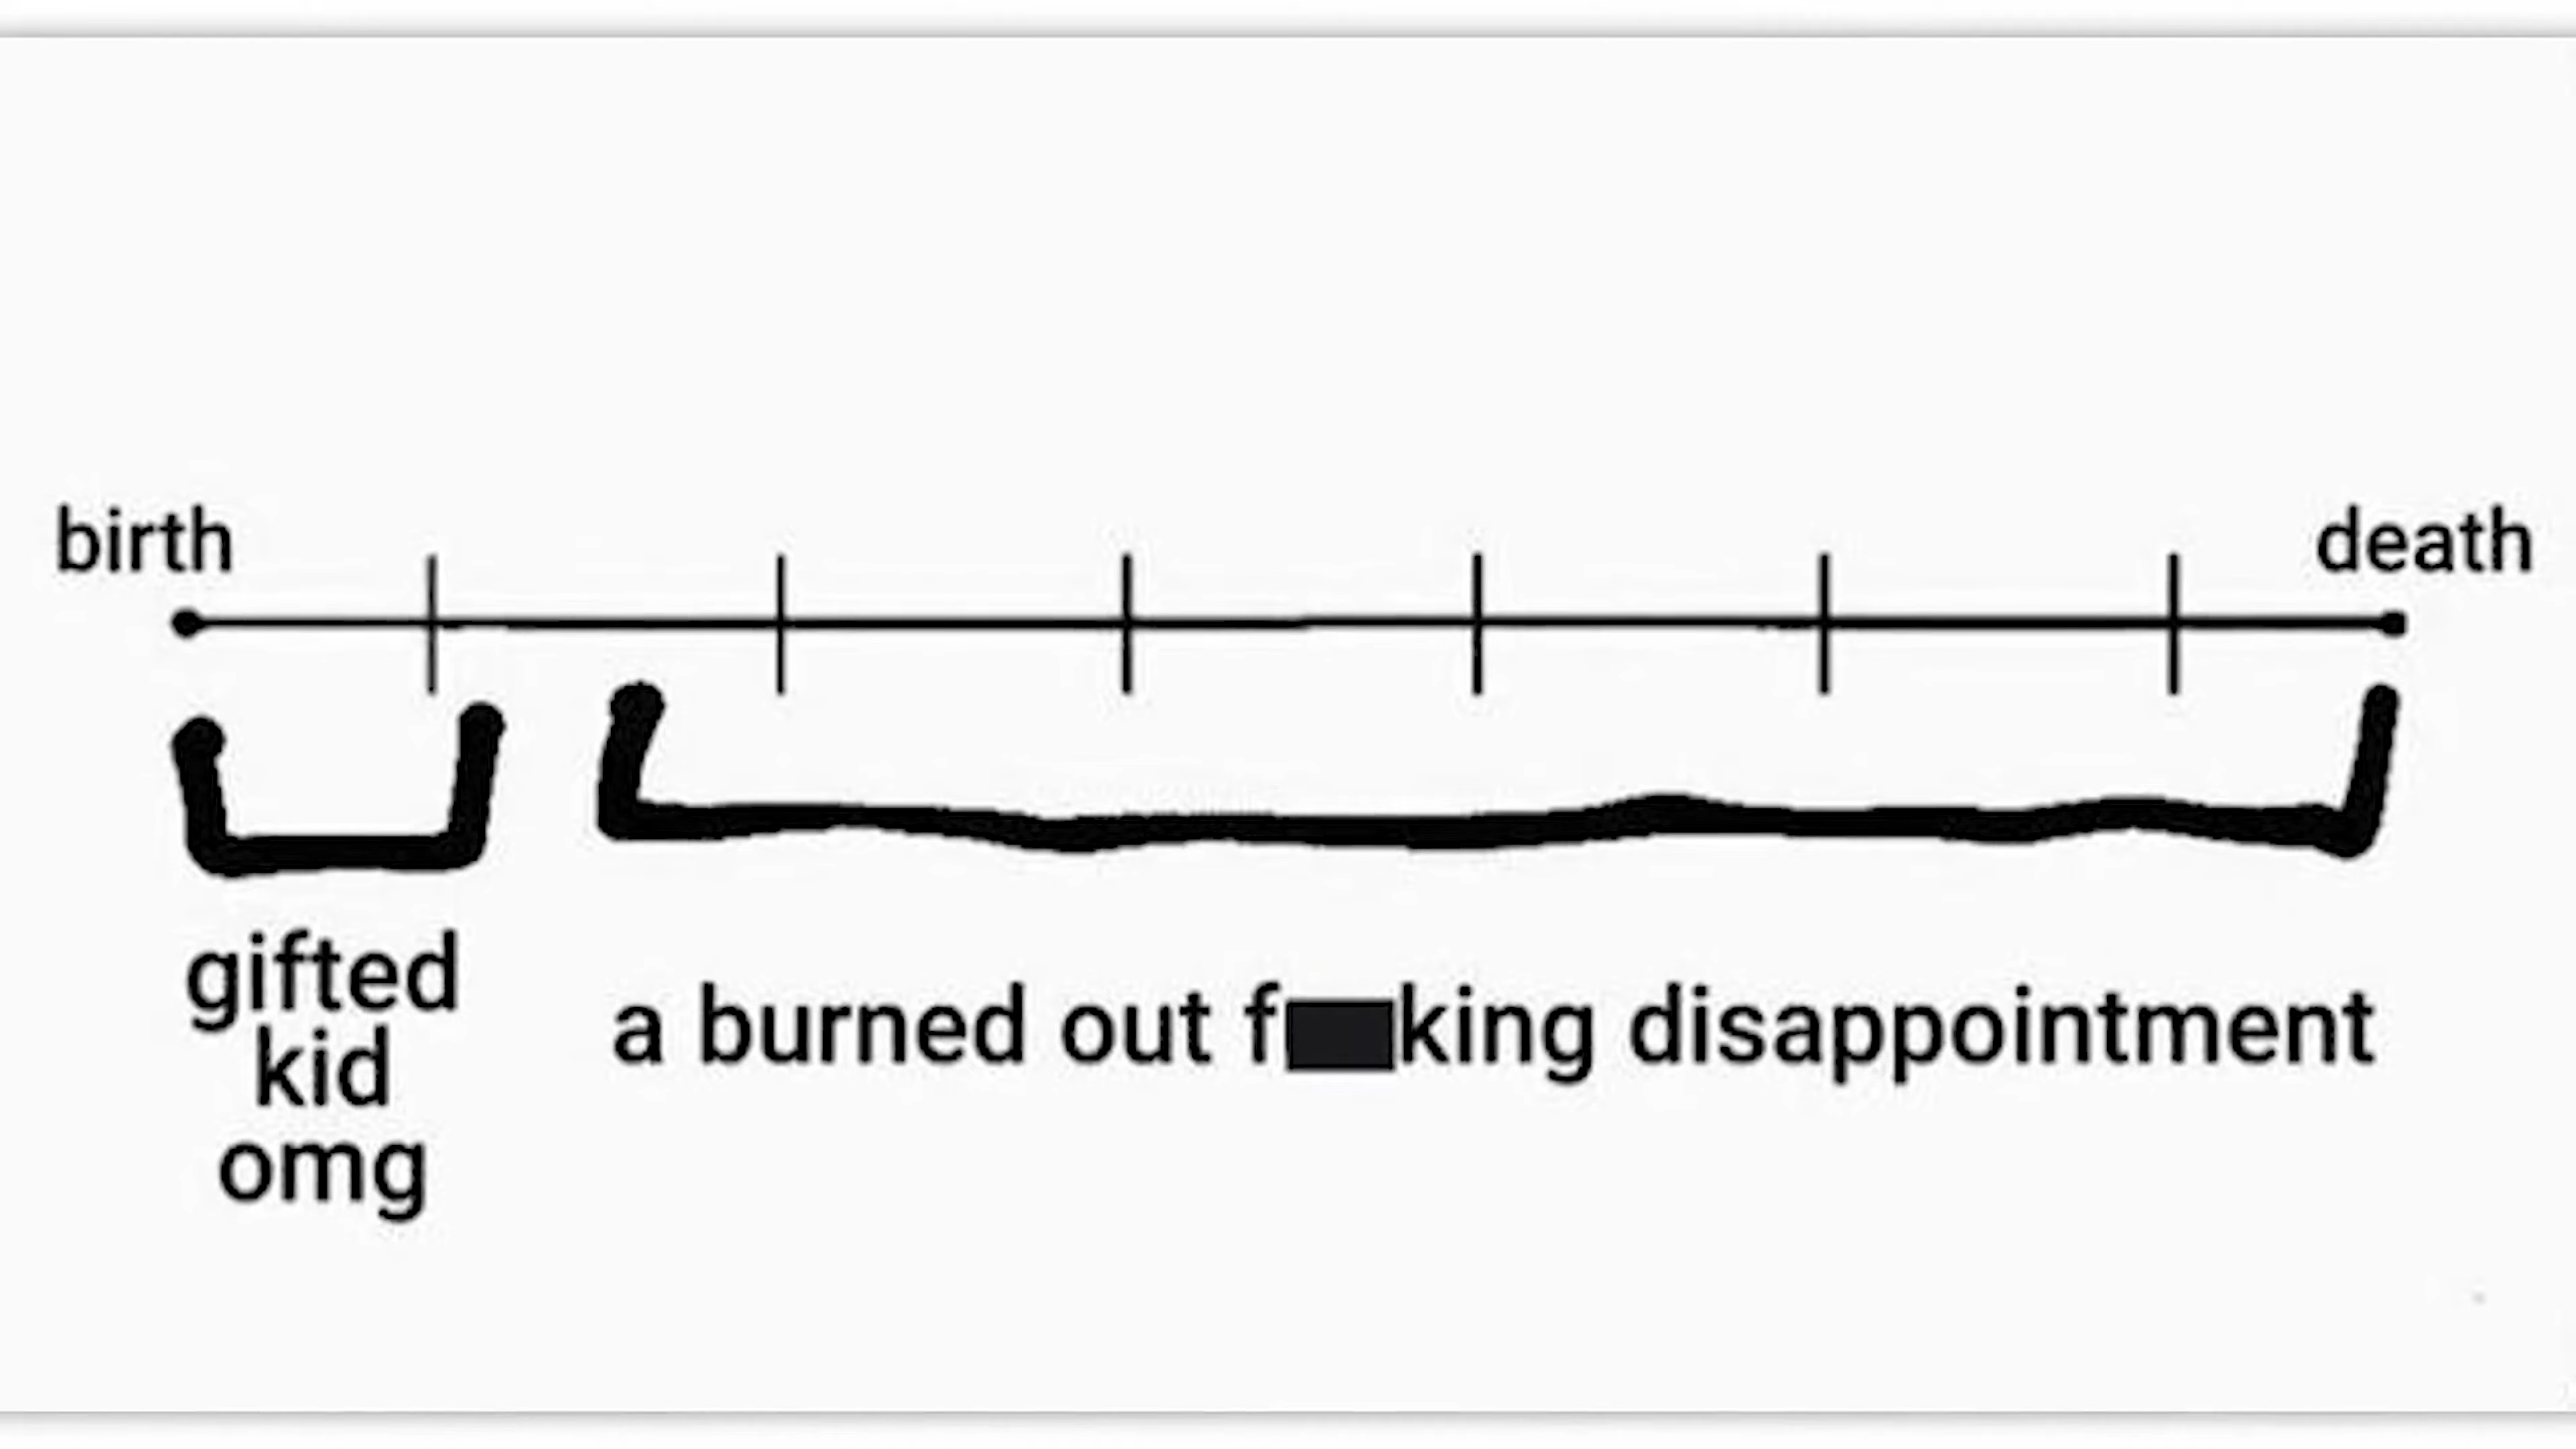 birth
death
gifted
kid
omg
a burned out f■king disappointment